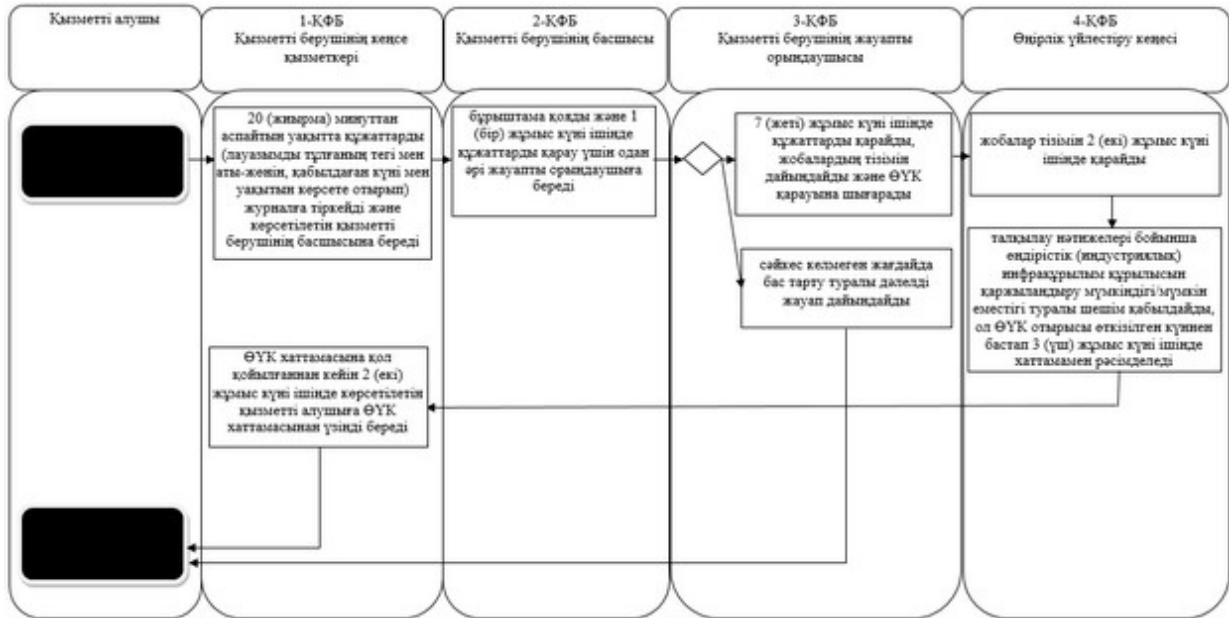 Қызметті алушы
1-ҚФБ
Қызметті берушінің кеңсе
қызметкері
2-ҚФБ
Қызметті берушінің басшысы
3-ҚФБ
Қызметті берушінің жауапты
орындаушысы
4-ҚФБ
Өңірлік үйлестіру кеңесі
20 (жиырма) минуттан
аспайтын уақытта құжаттарды
(лауазымды тұлғаның тегі мен
аты-жөнін, қабылдаған күні мен
уақытын көрсете отырып)
журналға тіркейді және
көрсетілетін қызметті
берушінің басшысына береді
бұрыштама қояды және 1
(бір) жұмыс күні ішінде
құжаттарды қарау үшін одан
әрі жауапты орындаушыға
береді
7 (жеті) жұмыс күні ішінде
құжаттарды қарайды,
жобалардың тізімін
дайындайды және ӨҮК
қарауына шығарады
жобалар тізімін 2 (екі) жұмыс күні
ішінде қарайды
сәйкес келмеген жағдайда
бас тарту туралы дәлелді
жауап дайындайды
талқылау нәтижелері бойынша
өндірістік (индустриялық)
инфрақұрылым құрылысын
қаржыландыру мүмкіндігі/мүмкін
еместігі туралы шешім қабылдайды,
ол ӨҮК отырысы өткізілген күннен
бастап 3 (үш) жұмыс күні ішінде
хаттамамен рәсімделеді
ӨҮК хаттамасына қол
қойылғаннан кейін 2 (екі)
жұмыс күні ішінде көрсетілетін
қызметті алушыға ӨҮК
хаттамасынан үзінді береді